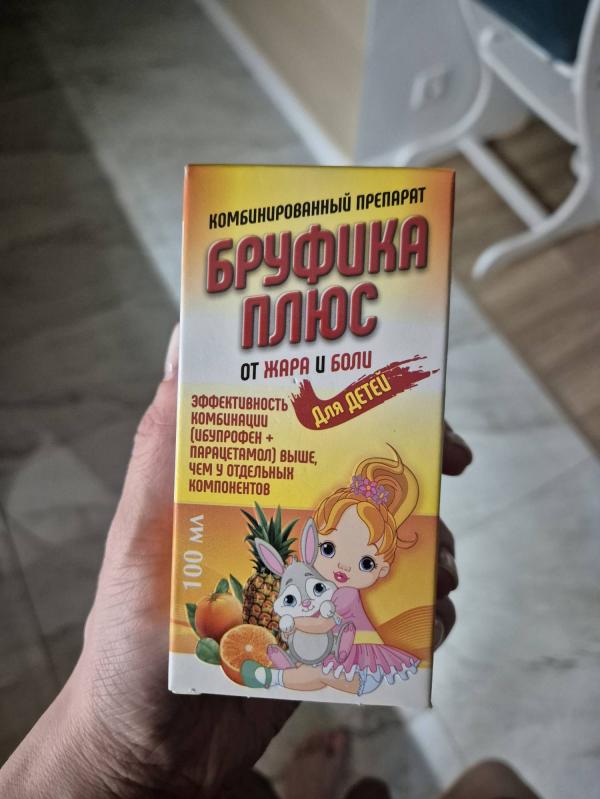 КОМБИНИРОВАННЫЙ ПРЕПАРАТ
БРУФИКА
ПЛЮС
ОТ ЖАРА И БОЛИ
Для ДЕТЕЙ
ЭФФЕКТИВНОСТЬ
КОМБИНАЦИИ
(ИБУПРОФЕН +
ПАРАЦЕТАМОЛ) ВЫШЕ,
ЧЕМ У ОТДЕЛЬНЫХ
КОМПОНЕНТОВ
100 МЛ